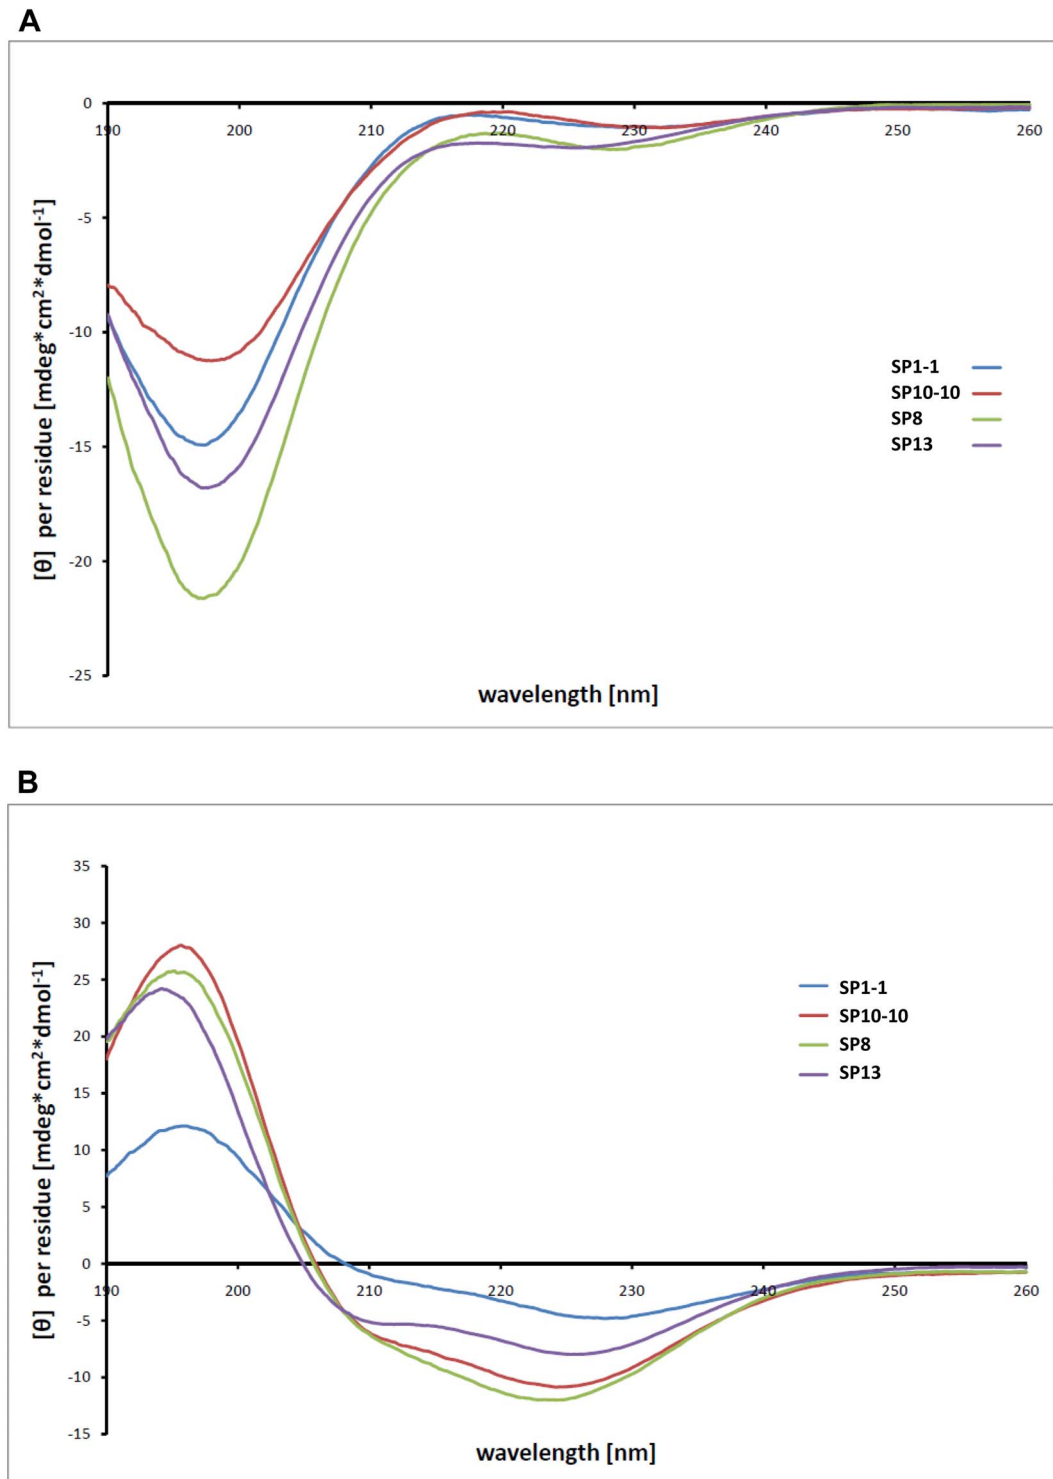 A
0
190 200 210 220 230 240 250 260
-5
-10
-15
-20
-25
[θ] per residue [mdeg*cm²*dmol⁻¹]
SP1-1
SP10-10
SP8
SP13
wavelength [nm]
B
35
30
25
20
15
10
5
0
190 200 210 220 230 240 250 260
-5
-10
-15
[θ] per residue [mdeg*cm²*dmol⁻¹]
SP1-1
SP10-10
SP8
SP13
wavelength [nm]